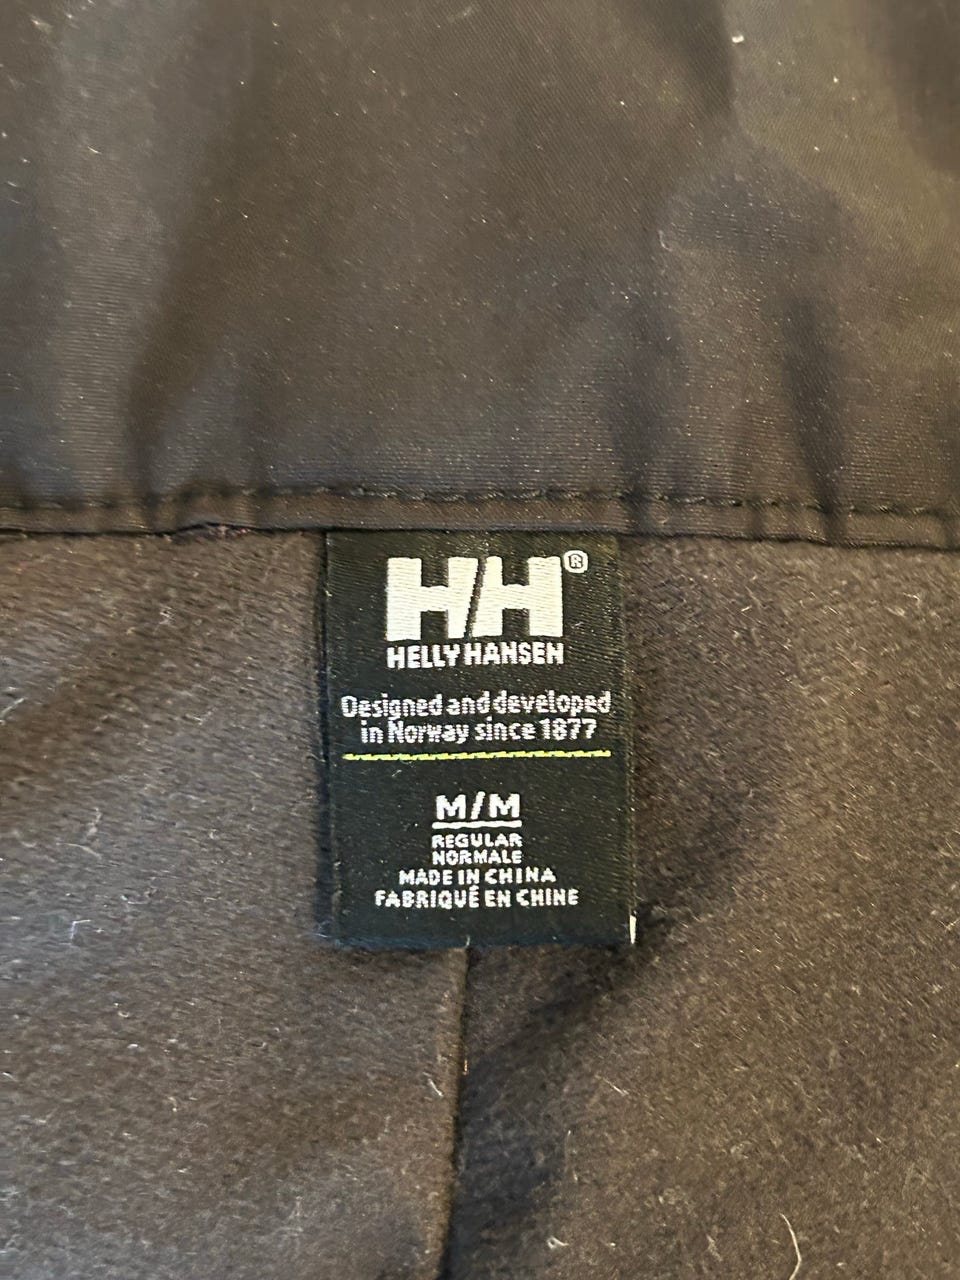 HH®
HELLY HANSEN
Designed and developed
in Norway since 1877
M/M
REGULAR
NORMALE
MADE IN CHINA
FABRIQUÉ EN CHINE